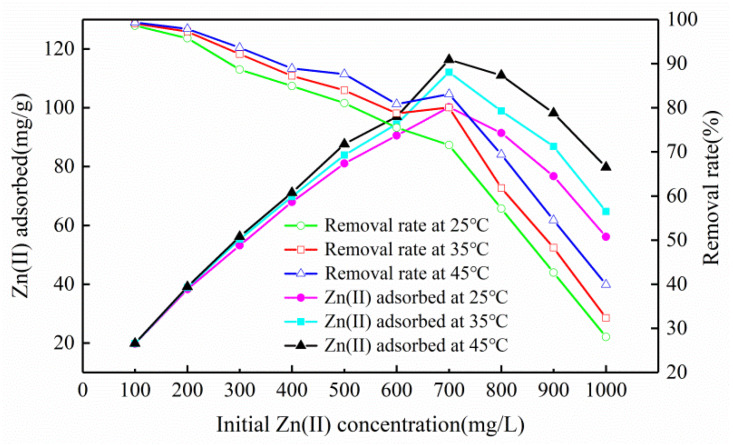 120
100
80
60
40
20
Zn(II) adsorbed(mg/g)
100
90
80
70
60
50
40
30
20
Removal rate(%)
Removal rate at 25℃
Removal rate at 35℃
Removal rate at 45℃
Zn(II) adsorbed at 25℃
Zn(II) adsorbed at 35℃
Zn(II) adsorbed at 45℃
0 100 200 300 400 500 600 700 800 900 1000
Initial Zn(II) concentration(mg/L)